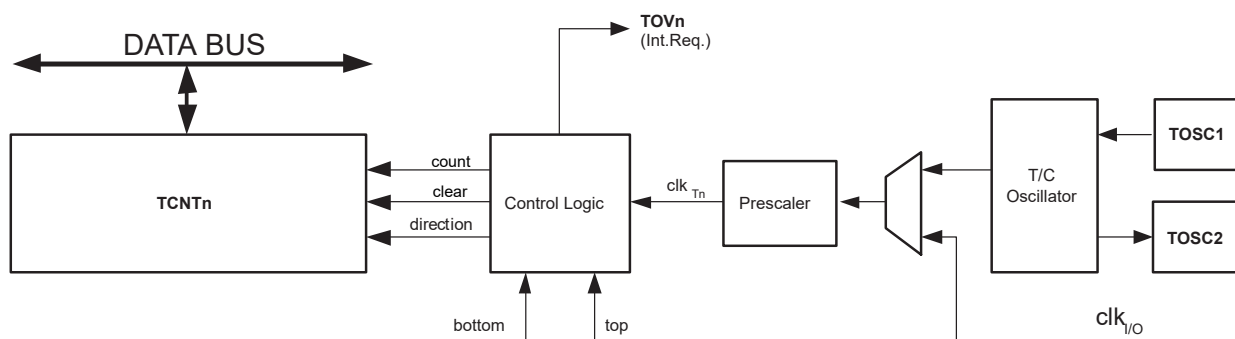 TOVn
(Int.Req.)
DATA BUS
TOSC1
count
T/C
Oscillator
clk Tn
TCNTn
clear
Control Logic
Prescaler
direction
TOSC2
bottom
top
clkI/O